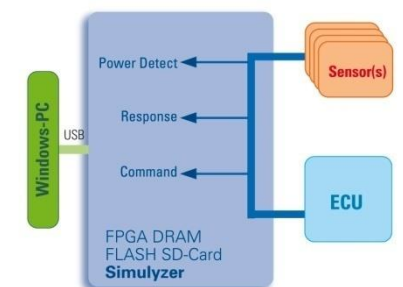 Windows-PC
USB
Power Detect
Response
Command
FPGA DRAM
FLASH SD-Card
Simulyzer
Sensor(s)
ECU